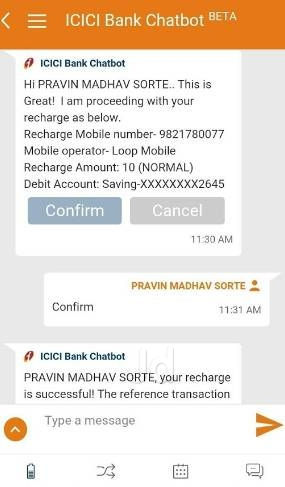 ICICI Bank Chatbot BETA
ICICI Bank Chatbot
Hi PRAVIN MADHAV SORTE.. This is
Great! I am proceeding with your
recharge as below.
Recharge Mobile number- 9821780077
Mobile operator- Loop Mobile
Recharge Amount: 10 (NORMAL)
Debit Account: Saving-XXXXXXXX2645
Confirm Cancel
11:30 AM
PRAVIN MADHAV SORTE
Confirm
11:31 AM
ICICI Bank Chatbot
PRAVIN MADHAV SORTE, your recharge
is successful! The reference transaction
Type a message